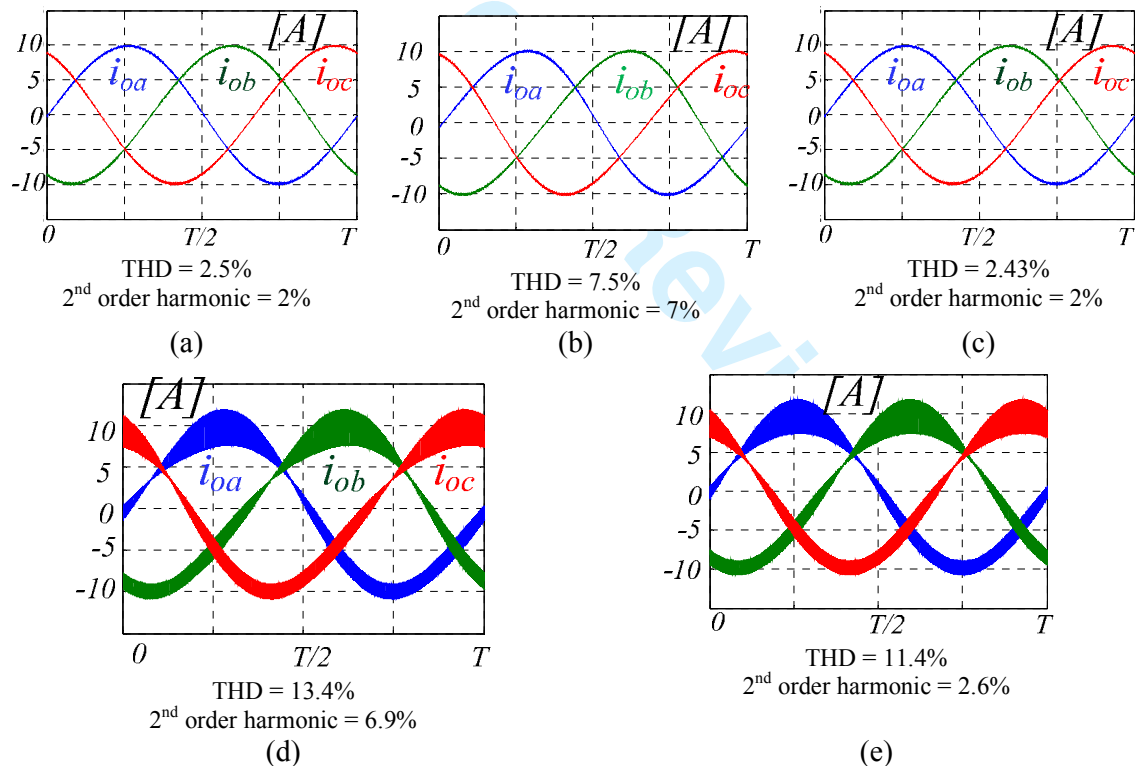 [A]
10
5
0
-5
-10
i_oa
i_ob
i_oc
0
T/2
T
THD = 2.5%
2nd order harmonic = 2%
(a)
[A]
10
5
0
-5
-10
i_oa
i_ob
i_oc
0
T/2
T
THD = 7.5%
2nd order harmonic = 7%
(b)
[A]
10
5
0
-5
-10
i_oa
i_ob
i_oc
0
T/2
T
THD = 2.43%
2nd order harmonic = 2%
(c)
[A]
10
5
0
-5
-10
i_oa
i_ob
i_oc
0
T/2
T
THD = 13.4%
2nd order harmonic = 6.9%
(d)
[A]
10
5
0
-5
-10
0
T/2
T
THD = 11.4%
2nd order harmonic = 2.6%
(e)